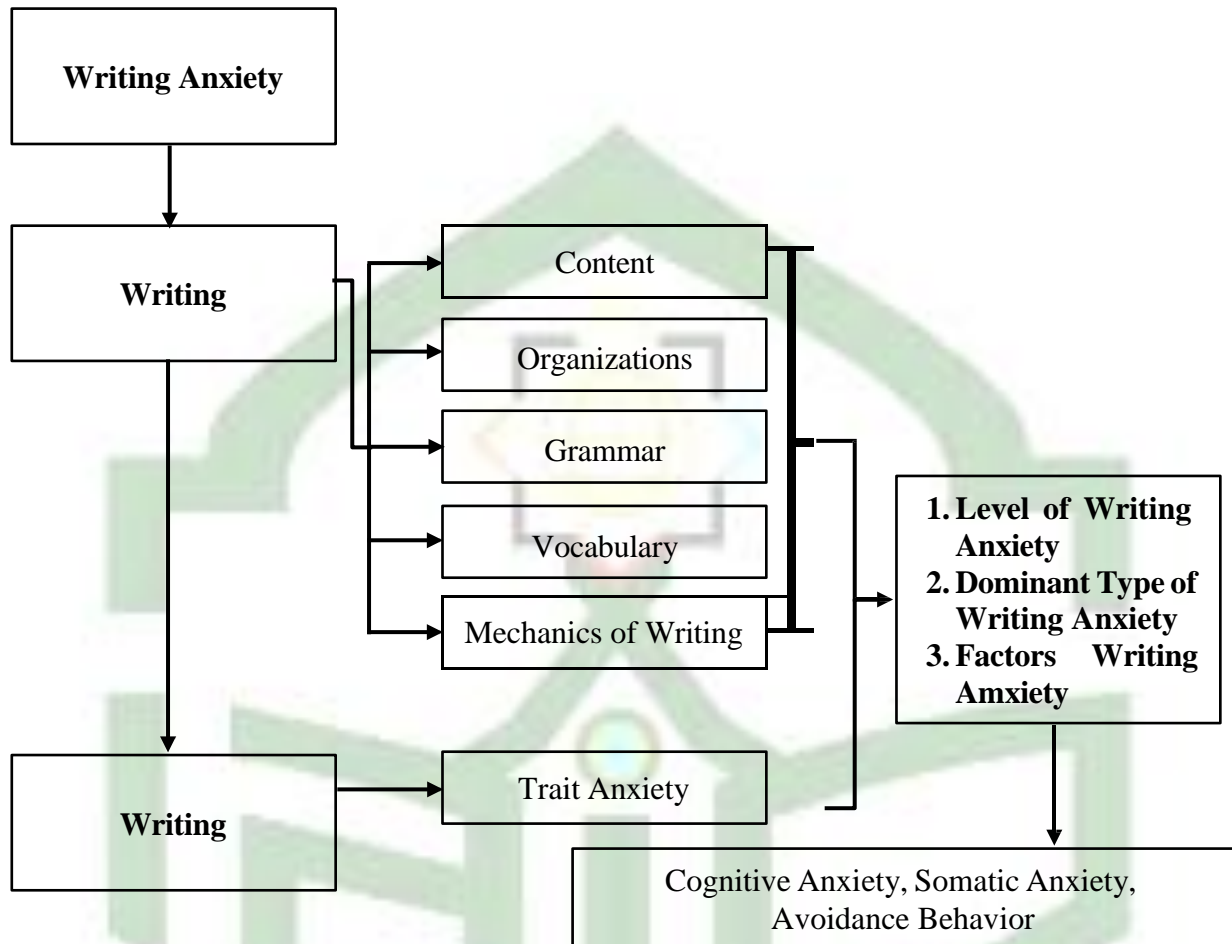 Writing Anxiety
Writing
Content
Organizations
Grammar
Vocabulary
Mechanics of Writing
1. Level of Writing
Anxiety
2. Dominant Type of
Writing Anxiety
3. Factors Writing
Amxiety
Writing
Trait Anxiety
Cognitive Anxiety, Somatic Anxiety,
Avoidance Behavior